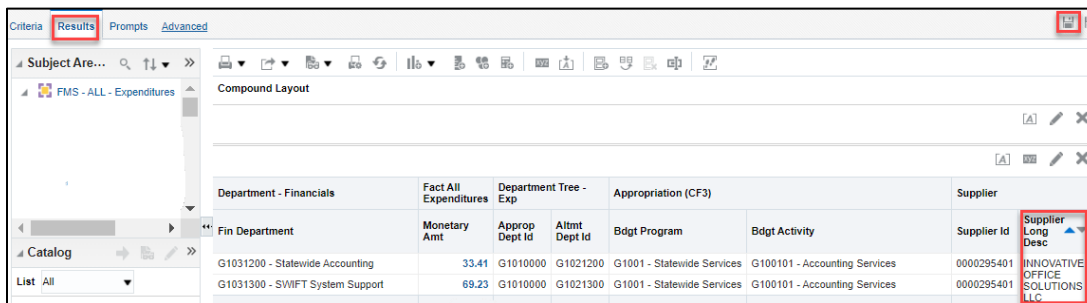 Criteria Results Prompts Advanced
Subject Are...
FMS - ALL - Expenditures
Compound Layout
Department - Financials Fact All Expenditures Department Tree - Exp Appropriation (CF3) Supplier
Fin Department Monetary Amt Approp Dept Id Altmt Dept Id Bdgt Program Bdgt Activity Supplier Id Supplier Long Desc
G1031200 - Statewide Accounting 33.41 G1010000 G1021200 G1001 - Statewide Services G100101 - Accounting Services 0000295401 INNOVATIVE OFFICE SOLUTIONS LLC
G1031300 - SWIFT System Support 69.23 G1010000 G1021300 G1001 - Statewide Services G100101 - Accounting Services 0000295401
Catalog
List All